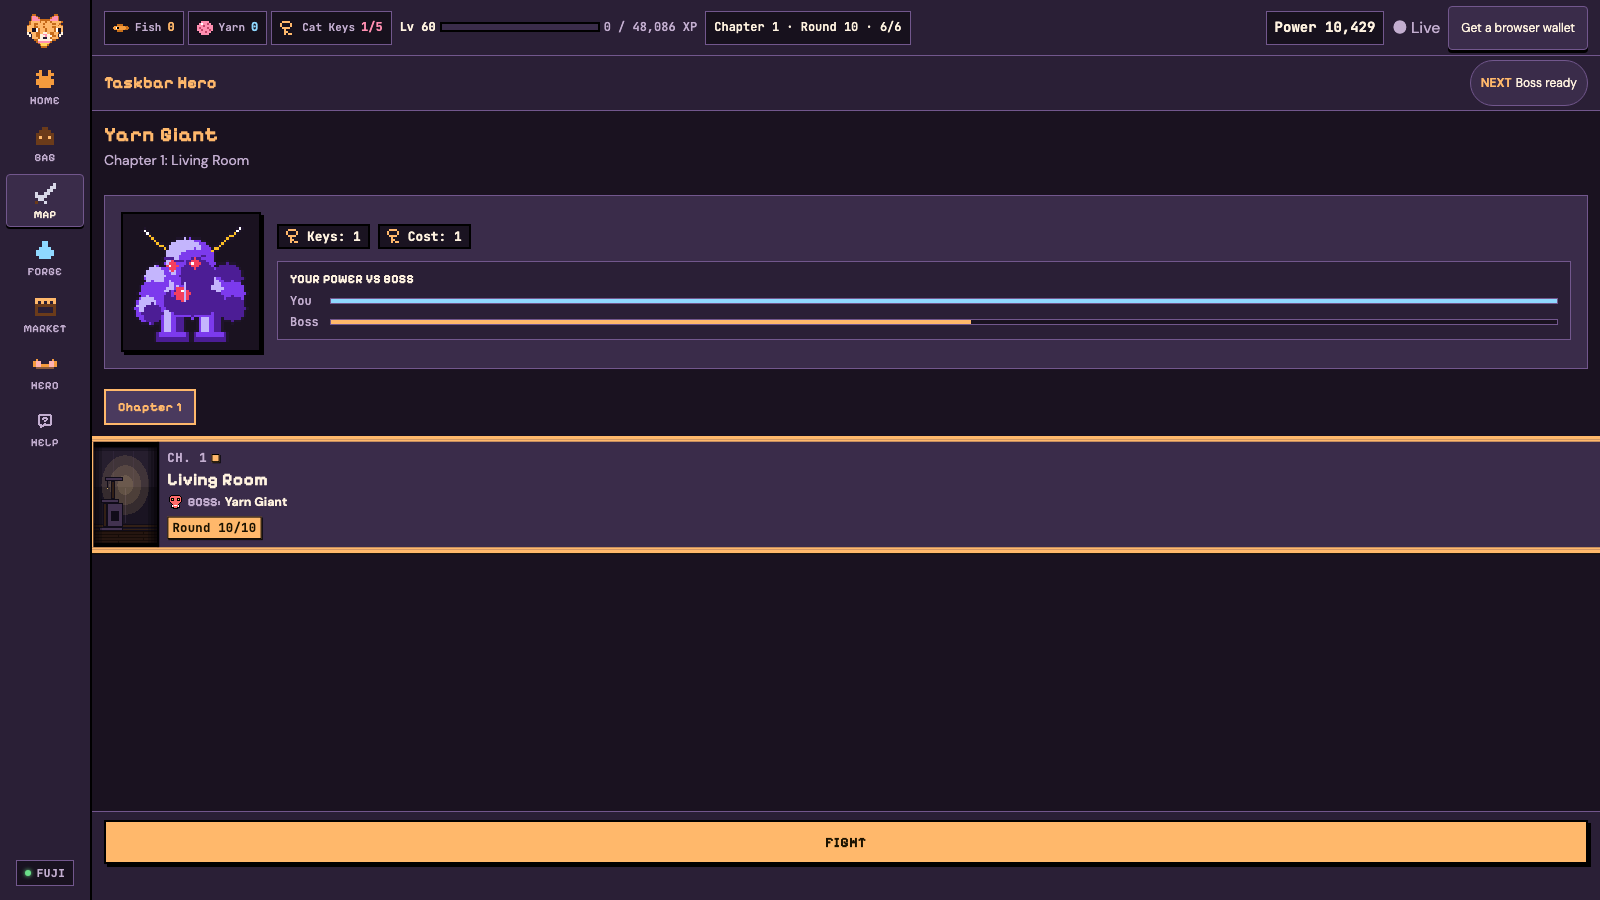 Fish 0
Yarn 0
Cat Keys 1/5
Lv 60
0 / 48,086 XP
Chapter 1 · Round 10 · 6/6
Power 10,429
Live
Get a browser wallet
HOME
BAG
MAP
FORGE
MARKET
HERO
HELP
FUJI
Taskbar Hero
NEXT Boss ready
Yarn Giant
Chapter 1: Living Room
Keys: 1
Cost: 1
YOUR POWER VS BOSS
You
Boss
Chapter 1
CH. 1
Living Room
BOSS: Yarn Giant
Round 10/10
FIGHT